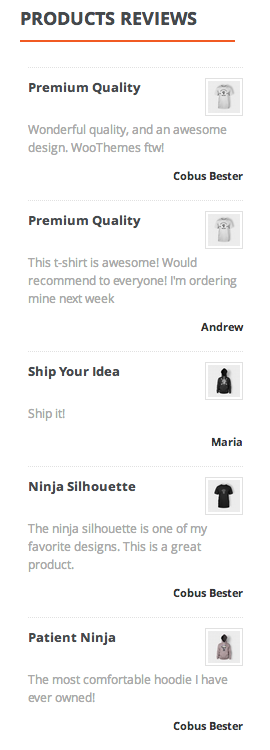 PRODUCTS REVIEWS
Premium Quality
Wonderful quality, and an awesome
design. WooThemes ftw!
Cobus Bester
Premium Quality
This t-shirt is awesome! Would
recommend to everyone! I'm ordering
mine next week
Andrew
Ship Your Idea
Ship it!
Maria
Ninja Silhouette
The ninja silhouette is one of my
favorite designs. This is a great
product.
Cobus Bester
Patient Ninja
The most comfortable hoodie I have
ever owned!
Cobus Bester